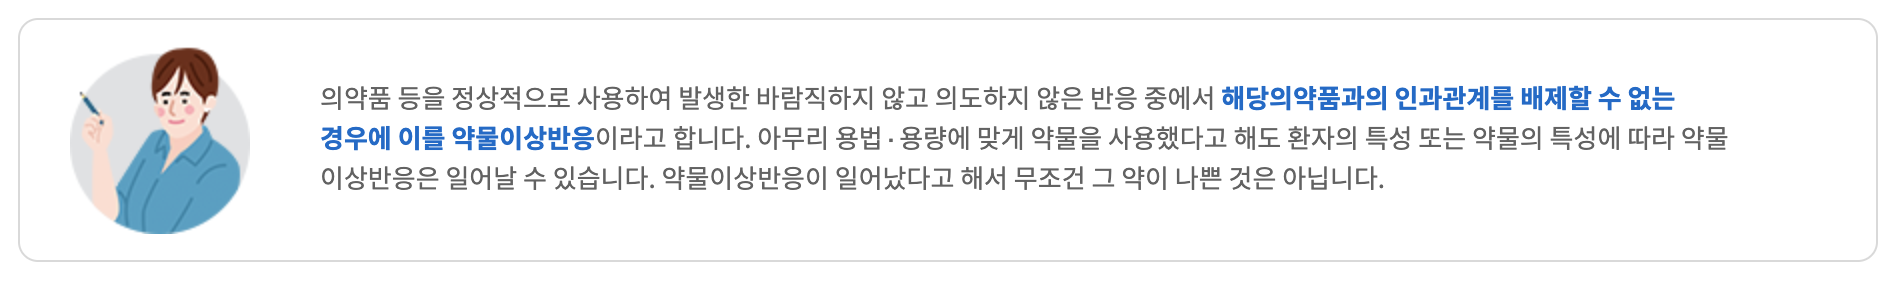 의약품 등을 정상적으로 사용하여 발생한 바람직하지 않고 의도하지 않은 반응 중에서 해당의약품과의 인과관계를 배제할 수 없는
경우에 이를 약물이상반응이라고 합니다. 아무리 용법·용량에 맞게 약물을 사용했다고 해도 환자의 특성 또는 약물의 특성에 따라 약물
이상반응은 일어날 수 있습니다. 약물이상반응이 일어났다고 해서 무조건 그 약이 나쁜 것은 아닙니다.